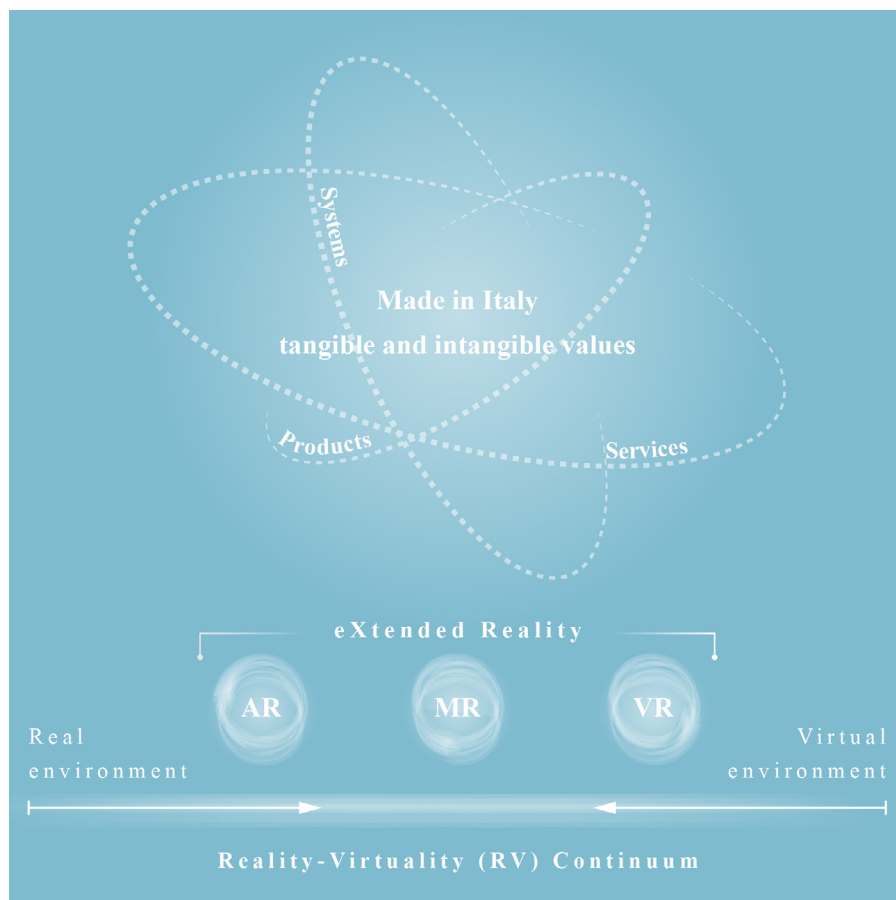 Systems
Made in Italy
tangible and intangible values
Products
Services
eXtended Reality
AR
MR
VR
Real
environment
Virtual
environment
Reality-Virtuality (RV) Continuum